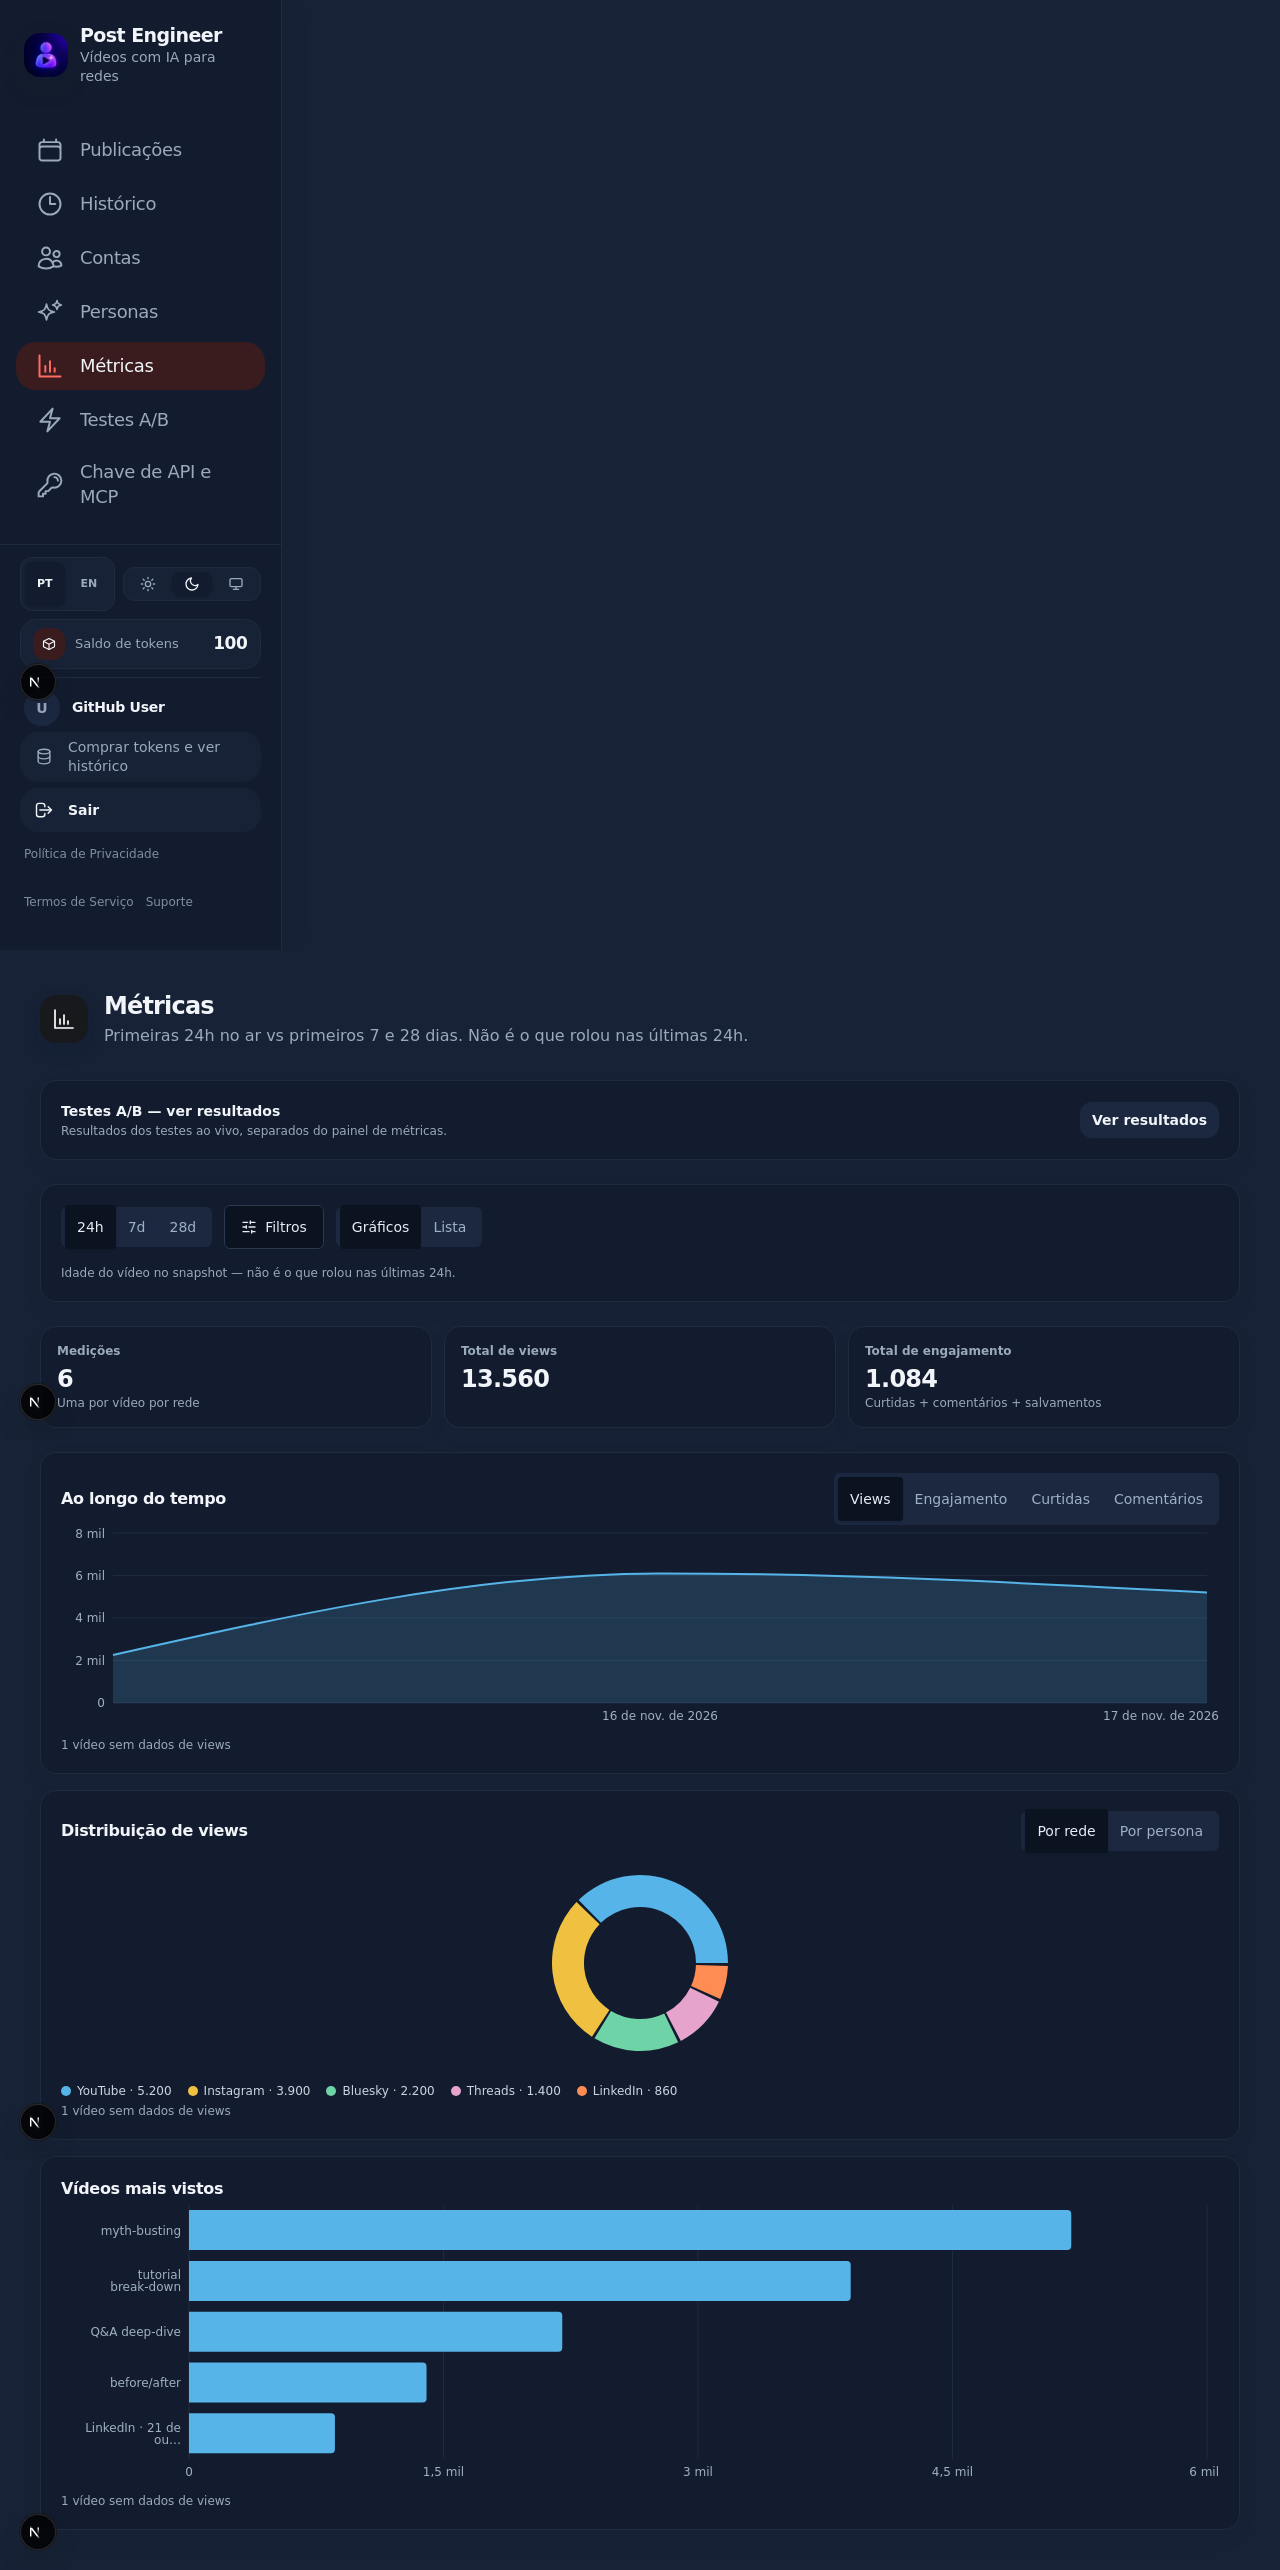 Post Engineer
Vídeos com IA para
redes
Publicações
Histórico
Contas
Personas
Métricas
Testes A/B
Chave de API e
MCP
PT EN
Saldo de tokens 100
N
U GitHub User
Comprar tokens e ver
histórico
Sair
Política de Privacidade
Termos de Serviço Suporte
Métricas
Primeiras 24h no ar vs primeiros 7 e 28 dias. Não é o que rolou nas últimas 24h.
Testes A/B — ver resultados
Resultados dos testes ao vivo, separados do painel de métricas.
Ver resultados
24h 7d 28d Filtros Gráficos Lista
Idade do vídeo no snapshot — não é o que rolou nas últimas 24h.
Medições
6
Uma por vídeo por rede
Total de views
13.560
Total de engajamento
1.084
Curtidas + comentários + salvamentos
N
Ao longo do tempo
Views Engajamento Curtidas Comentários
8 mil
6 mil
4 mil
2 mil
0
16 de nov. de 2026 17 de nov. de 2026
1 vídeo sem dados de views
Distribuição de views
Por rede Por persona
YouTube · 5.200 Instagram · 3.900 Bluesky · 2.200 Threads · 1.400 LinkedIn · 860
1 vídeo sem dados de views
N
Vídeos mais vistos
myth-busting
tutorial
break-down
Q&A deep-dive
before/after
LinkedIn · 21 de
ou…
0 1,5 mil 3 mil 4,5 mil 6 mil
1 vídeo sem dados de views
N